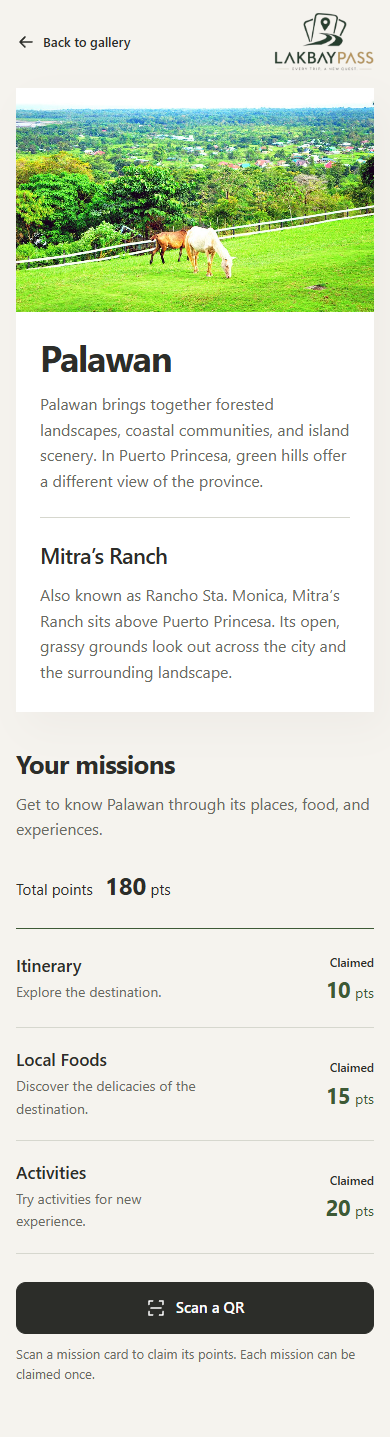 Back to gallery
LAKBAYPASS
EVERY TRIP, A NEW QUEST
Palawan
Palawan brings together forested
landscapes, coastal communities, and island
scenery. In Puerto Princesa, green hills offer
a different view of the province.
Mitra’s Ranch
Also known as Rancho Sta. Monica, Mitra’s
Ranch sits above Puerto Princesa. Its open,
grassy grounds look out across the city and
the surrounding landscape.
Your missions
Get to know Palawan through its places, food, and
experiences.
Total points 180 pts
Itinerary
Explore the destination.
Claimed
10 pts
Local Foods
Discover the delicacies of the
destination.
Claimed
15 pts
Activities
Try activities for new
experience.
Claimed
20 pts
Scan a QR
Scan a mission card to claim its points. Each mission can be
claimed once.